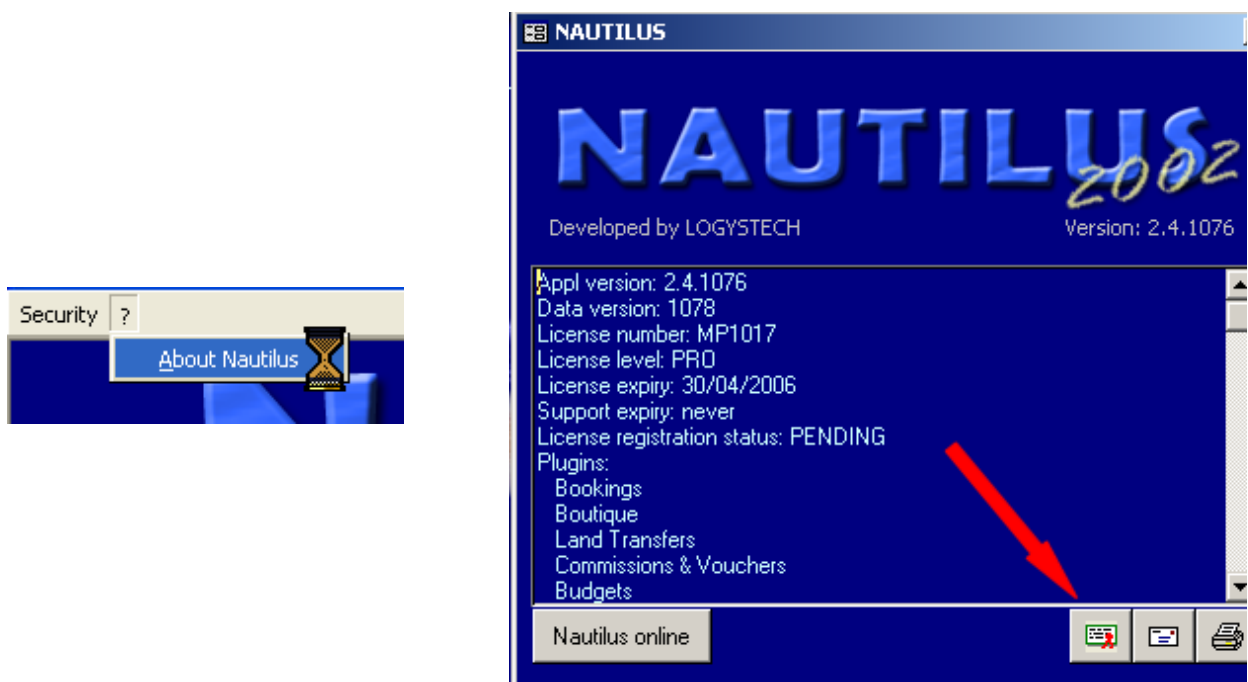 Security ?
About Nautilus
NAUTILUS
NAUTILUS
2002
Developed by LOGYSTECH
Version: 2.4.1076
Appl version: 2.4.1076
Data version: 1078
License number: MP1017
License level: PRO
License expiry: 30/04/2006
Support expiry: never
License registration status: PENDING
Plugins:
Bookings
Boutique
Land Transfers
Commissions & Vouchers
Budgets
Nautilus online